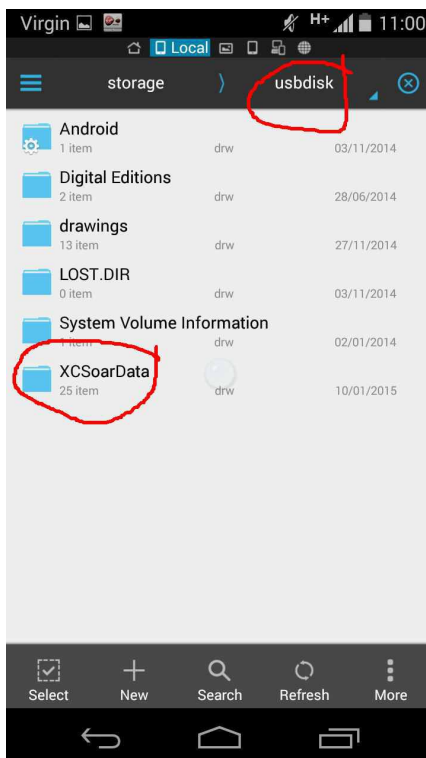 Virgin H+ 11:00
Local
storage usbdisk
Android
1 item drw 03/11/2014
Digital Editions
2 item drw 28/06/2014
drawings
13 item drw 27/11/2014
LOST.DIR
0 item drw 03/11/2014
System Volume Information
1 item drw 02/01/2014
XCSoarData
25 item drw 10/01/2015
Select New Search Refresh More